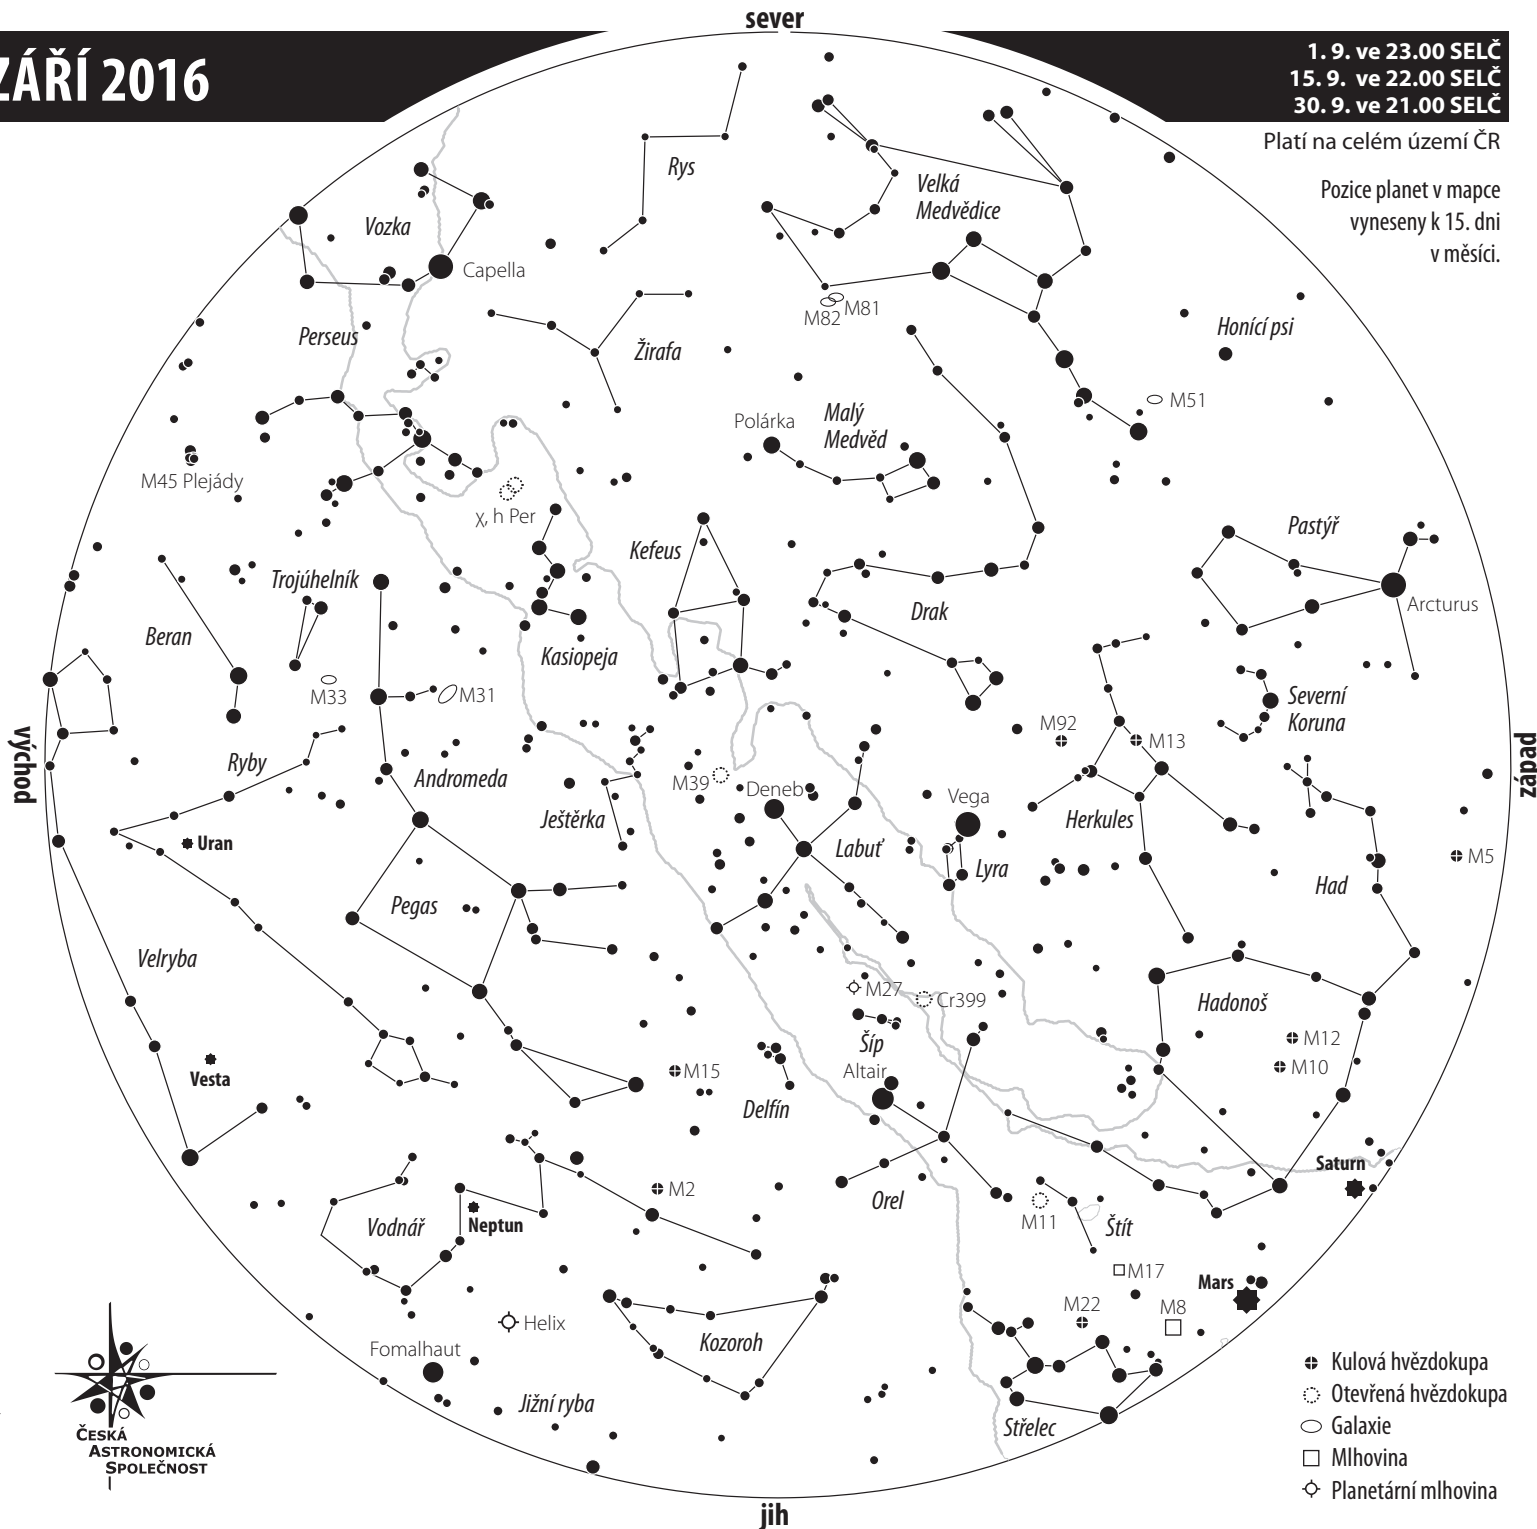 sever
ZÁŘÍ 2016
1. 9. ve 23.00 SELČ
15. 9. ve 22.00 SELČ
30. 9. ve 21.00 SELČ
Platí na celém území ČR
Pozice planet v mapce
vyneseny k 15. dni
v měsíci.
Rys
Velká
Medvědice
Vozka
Capella
M81
M82
Honící psi
Perseus
Žirafa
M51
Malý
Medvěd
Polárka
M45 Plejády
χ, h Per
Pastýř
Kefeus
Trojúhelník
Drak
Arcturus
Beran
Kasiopeja
M33
M31
Severní
Koruna
M92
M13
východ
západ
Ryby
Andromeda
M39
Deneb
Vega
Ještěrka
Herkules
Uran
Labuť
M5
Lyra
Had
Pegas
Velryba
M27
Cr399
Hadonoš
Šíp
M12
Vesta
M15
Altair
M10
Delfín
Saturn
M2
Orel
M11
Štít
Vodnář
Neptun
M17
Mars
M22
M8
Helix
Kozoroh
Fomalhaut
Jižní ryba
Střelec
Kulová hvězdokupa
Otevřená hvězdokupa
Galaxie
Mlhovina
Planetární mlhovina
ČESKÁ
ASTRONOMICKÁ
SPOLEČNOST
jih